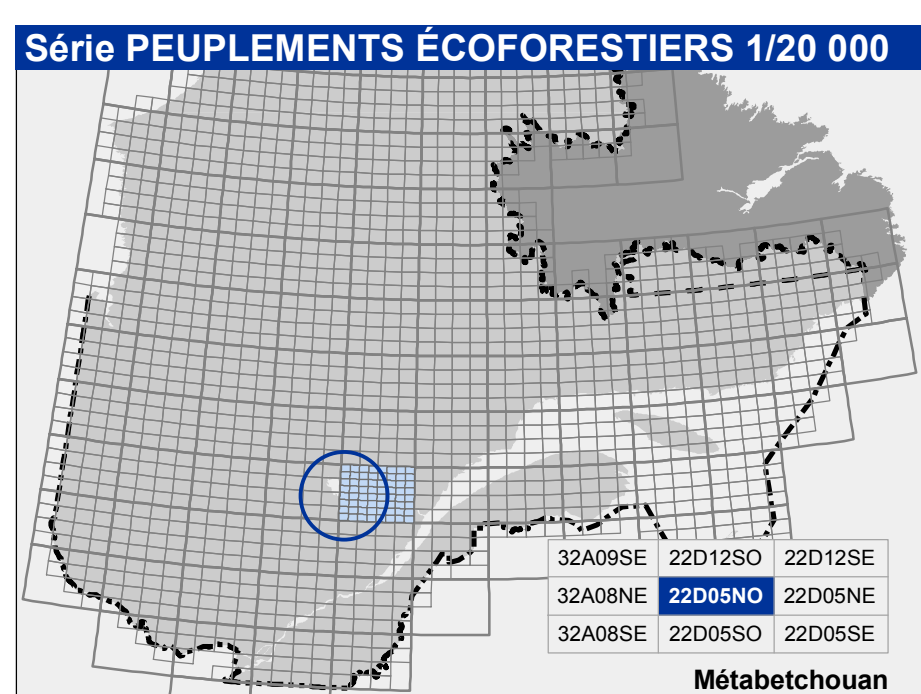 Série PEUPLEMENTS ÉCOFORESTIERS 1/20 000
32A09SE 22D12SO 22D12SE
32A08NE 22D05NO 22D05NE
32A08SE 22D05SO 22D05SE
Métabetchouan